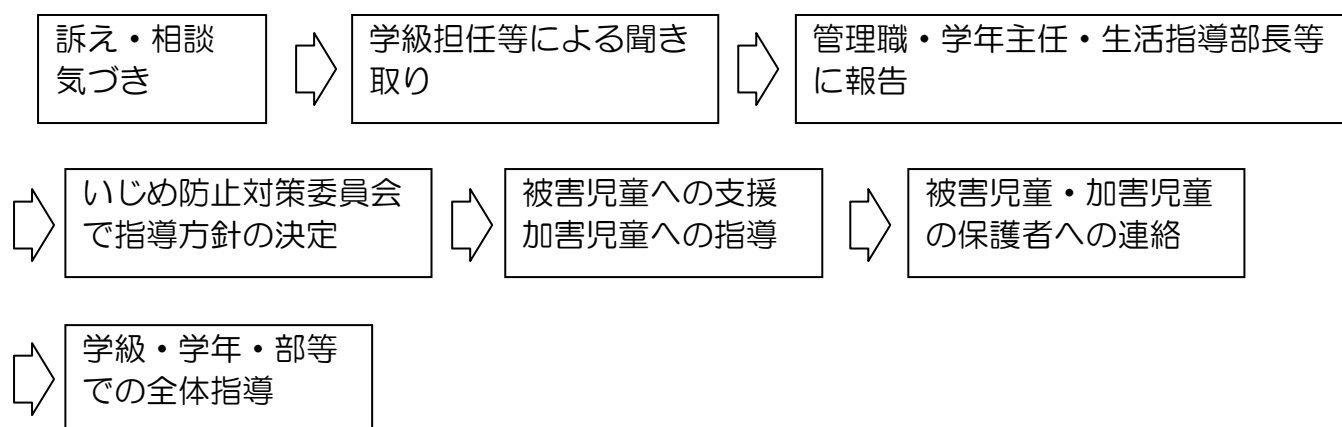 訴え・相談
気づき
学級担任等による聞き
取り
管理職・学年主任・生活指導部長等
に報告
いじめ防止対策委員会
で指導方針の決定
被害児童への支援
加害児童への指導
被害児童・加害児童
の保護者への連絡
学級・学年・部等
での全体指導